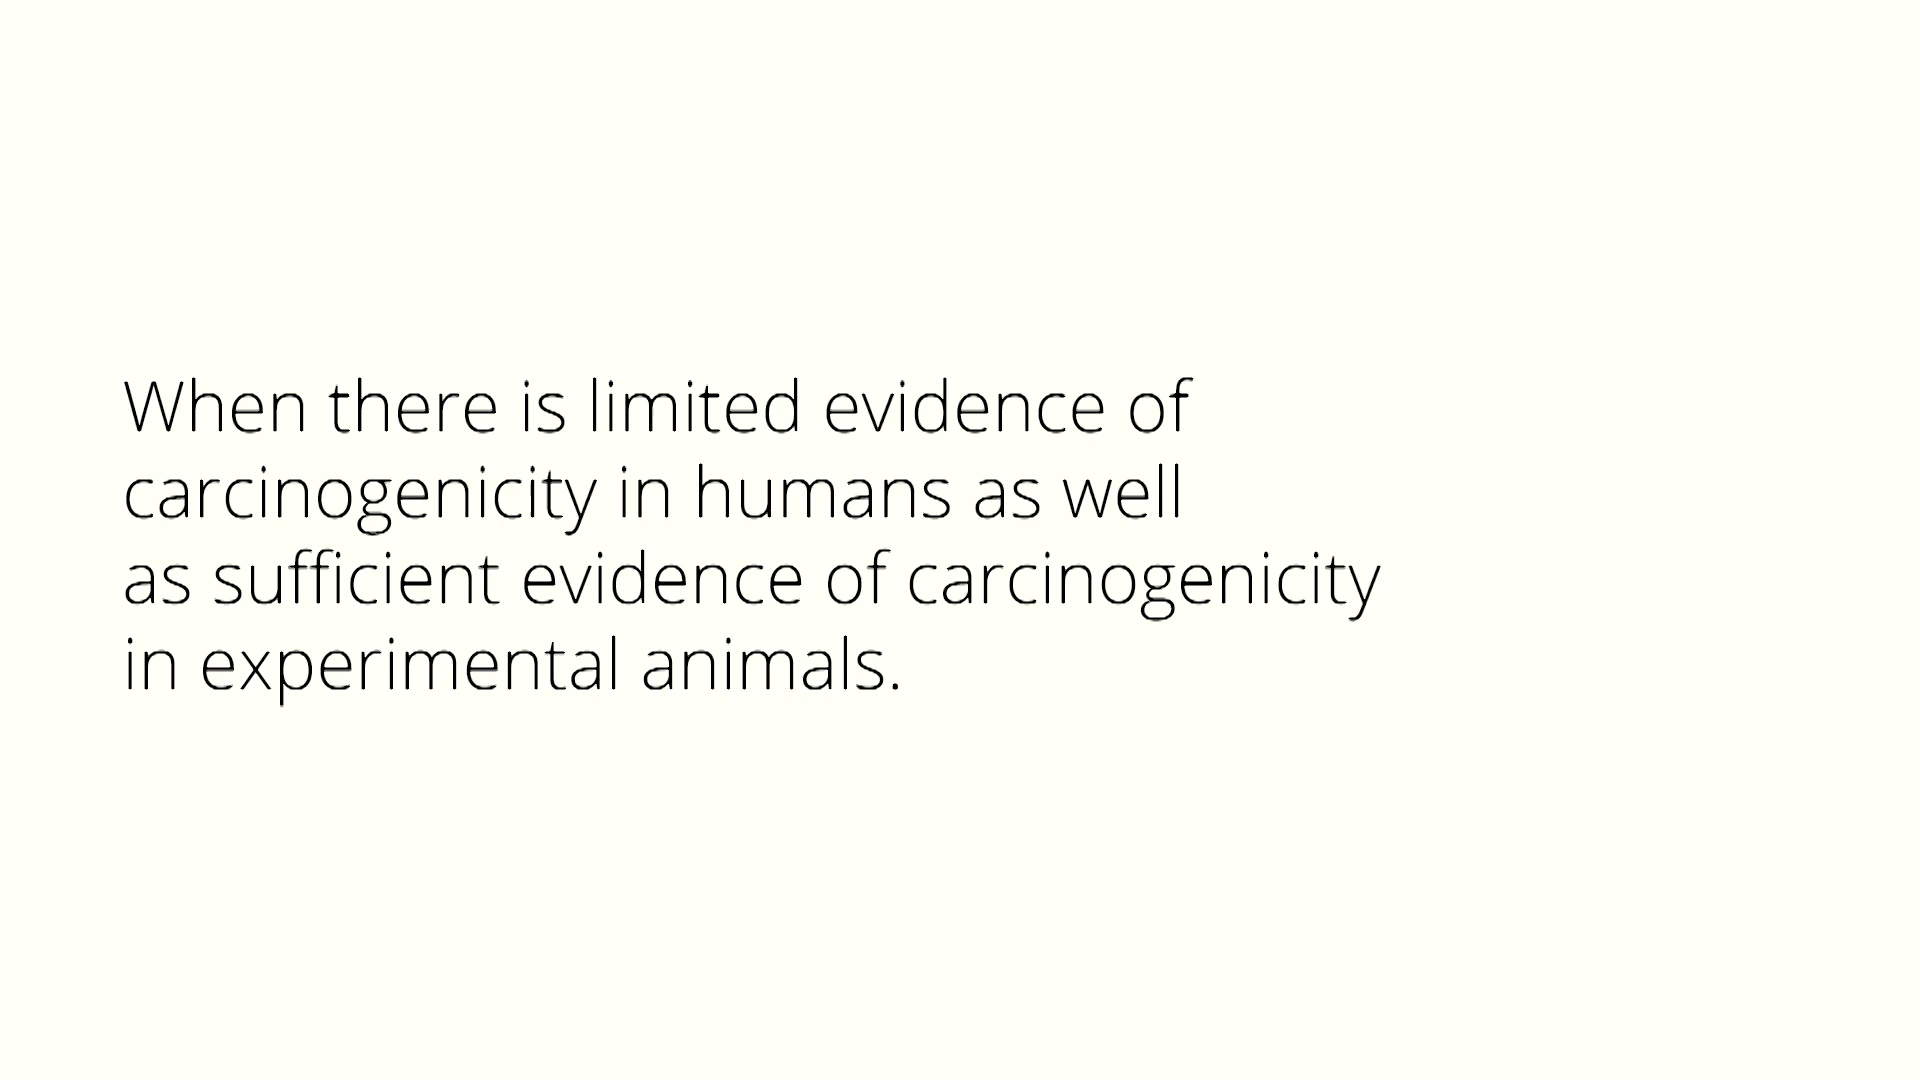 When there is limited evidence of
carcinogenicity in humans as well
as sufficient evidence of carcinogenicity
in experimental animals.